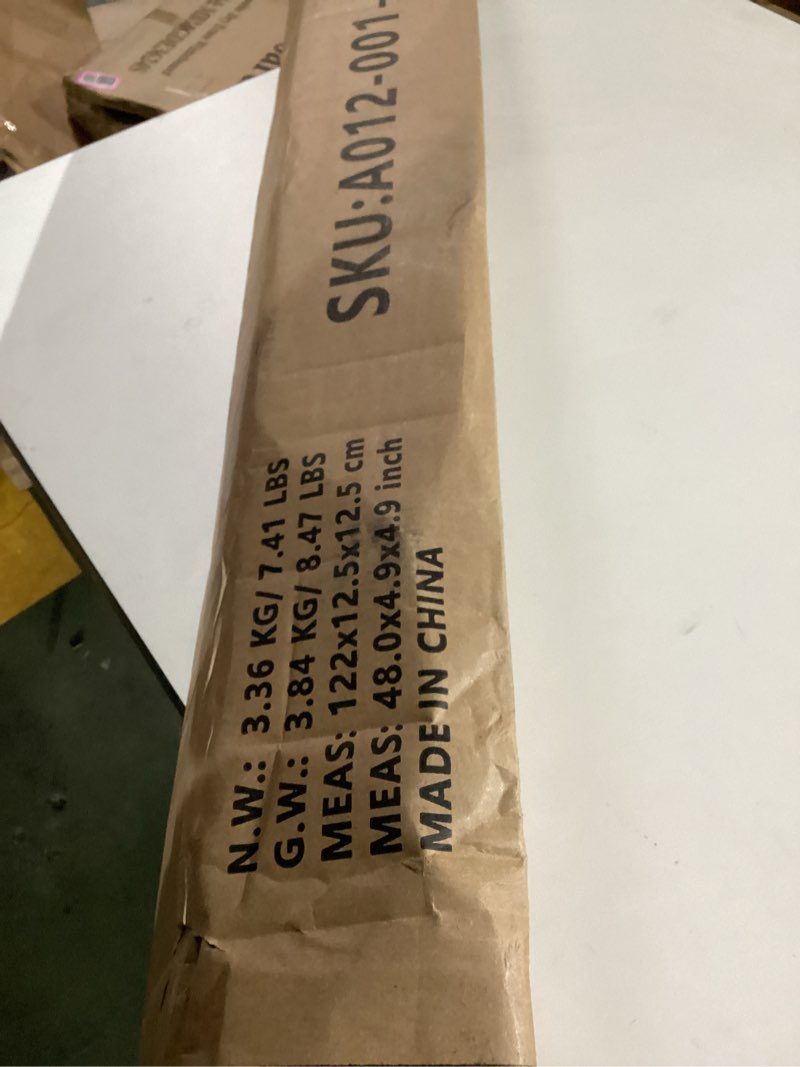 SKU:A012-001-
N.W.: 3.36 KG/ 7.41 LBS
G.W.: 3.84 KG/ 8.47 LBS
MEAS: 122x12.5x12.5 cm
MEAS: 48.0x4.9x4.9 inch
MADE IN CHINA